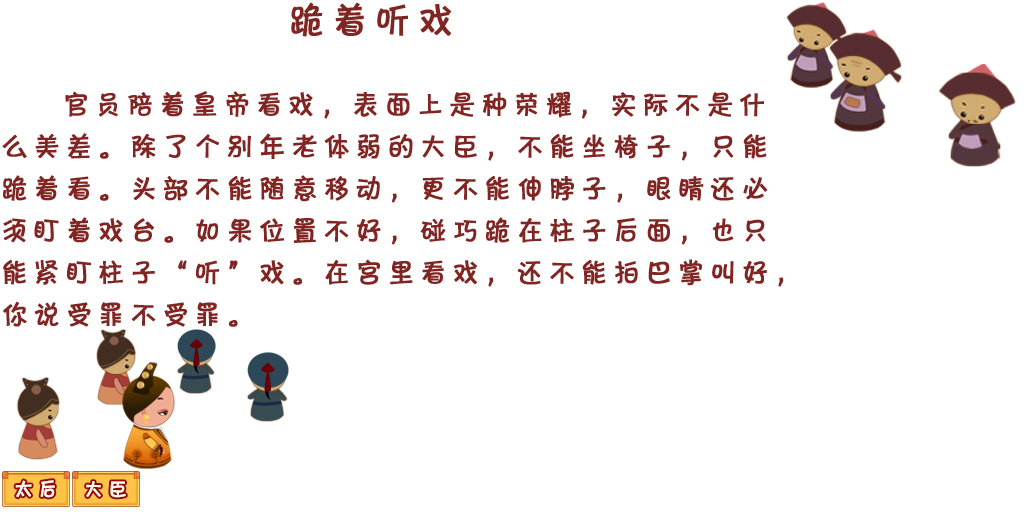 跪着听戏
官员陪着皇帝看戏，表面上是种荣耀，实际不是什
么美差。除了个别年老体弱的大臣，不能坐椅子，只能
跪着看。头部不能随意移动，更不能伸脖子，眼睛还必
须盯着戏台。如果位置不好，碰巧跪在柱子后面，也只
能紧盯柱子“听”戏。在宫里看戏，还不能拍巴掌叫好，
你说受罪不受罪。
太后 大臣